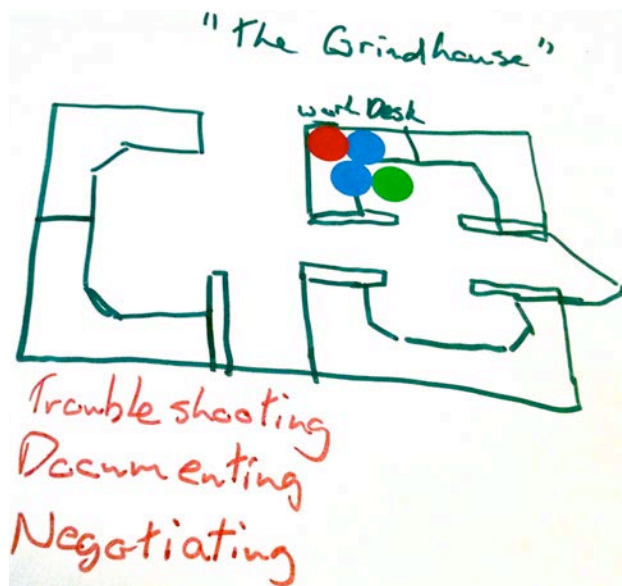 "The Grindhouse"
work Desk
Troubleshooting
Documenting
Negotiating